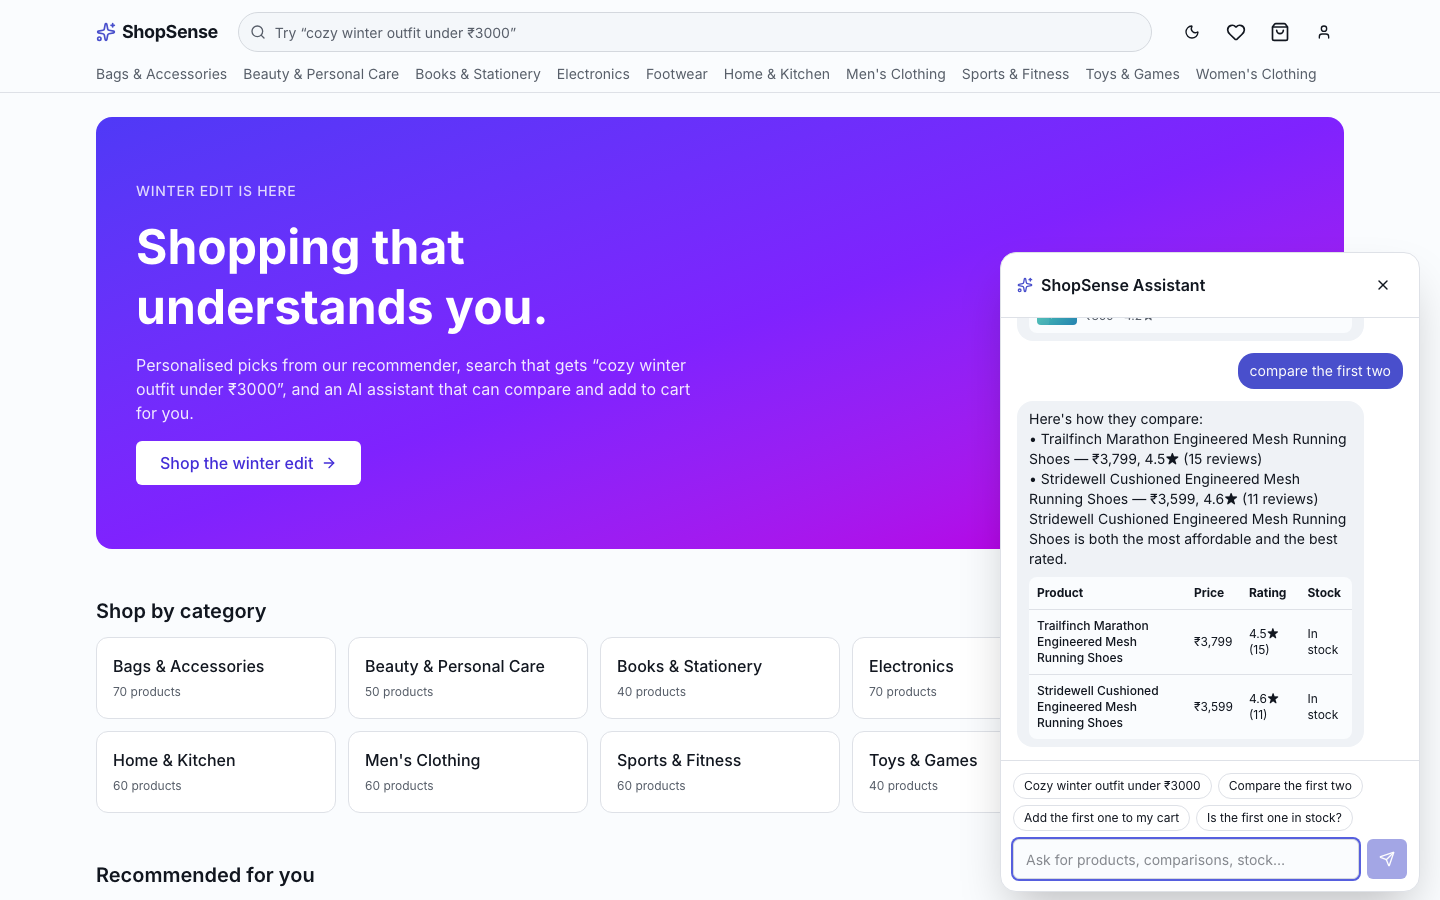 ShopSense
Try “cozy winter outfit under ₹3000”
Bags & Accessories Beauty & Personal Care Books & Stationery Electronics Footwear Home & Kitchen Men's Clothing Sports & Fitness Toys & Games Women's Clothing
WINTER EDIT IS HERE
Shopping that
understands you.
Personalised picks from our recommender, search that gets “cozy winter
outfit under ₹3000”, and an AI assistant that can compare and add to cart
for you.
Shop the winter edit
Shop by category
Bags & Accessories
70 products
Beauty & Personal Care
50 products
Books & Stationery
40 products
Electronics
70 products
Home & Kitchen
60 products
Men's Clothing
60 products
Sports & Fitness
60 products
Toys & Games
40 products
Recommended for you
ShopSense Assistant
compare the first two
Here's how they compare:
• Trailfinch Marathon Engineered Mesh Running
Shoes — ₹3,799, 4.5★ (15 reviews)
• Stridewell Cushioned Engineered Mesh
Running Shoes — ₹3,599, 4.6★ (11 reviews)
Stridewell Cushioned Engineered Mesh Running
Shoes is both the most affordable and the best
rated.
Product Price Rating Stock
Trailfinch Marathon
Engineered Mesh
Running Shoes
₹3,799
4.5★
(15)
In
stock
Stridewell Cushioned
Engineered Mesh
Running Shoes
₹3,599
4.6★
(11)
In
stock
Cozy winter outfit under ₹3000 Compare the first two
Add the first one to my cart Is the first one in stock?
Ask for products, comparisons, stock...